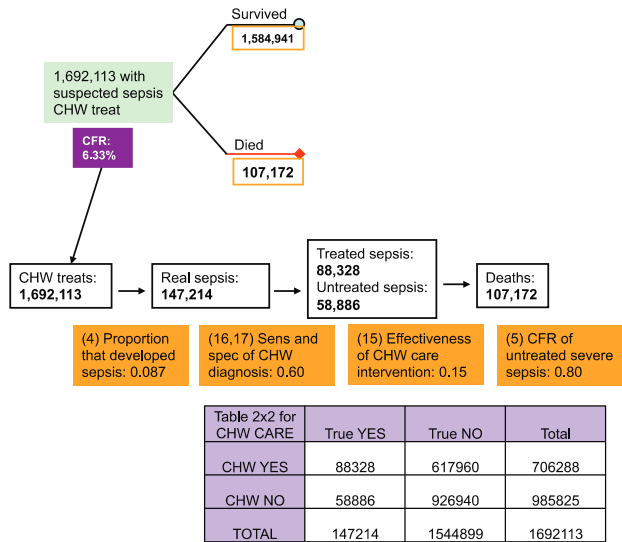 Survived
1,584,941
1,692,113 with
suspected sepsis
CHW treat
CFR:
6.33%
Died
107,172
CHW treats:
1,692,113
Real sepsis:
147,214
Treated sepsis:
88,328
Untreated sepsis:
58,886
Deaths:
107,172
(4) Proportion
that developed
sepsis: 0.087
(16,17) Sens and
spec of CHW
diagnosis: 0.60
(15) Effectiveness
of CHW care
intervention: 0.15
(5) CFR of
untreated severe
sepsis: 0.80
Table 2x2 for
CHW CARE True YES True NO Total
CHW YES 88328 617960 706288
CHW NO 58886 926940 985825
TOTAL 147214 1544899 1692113